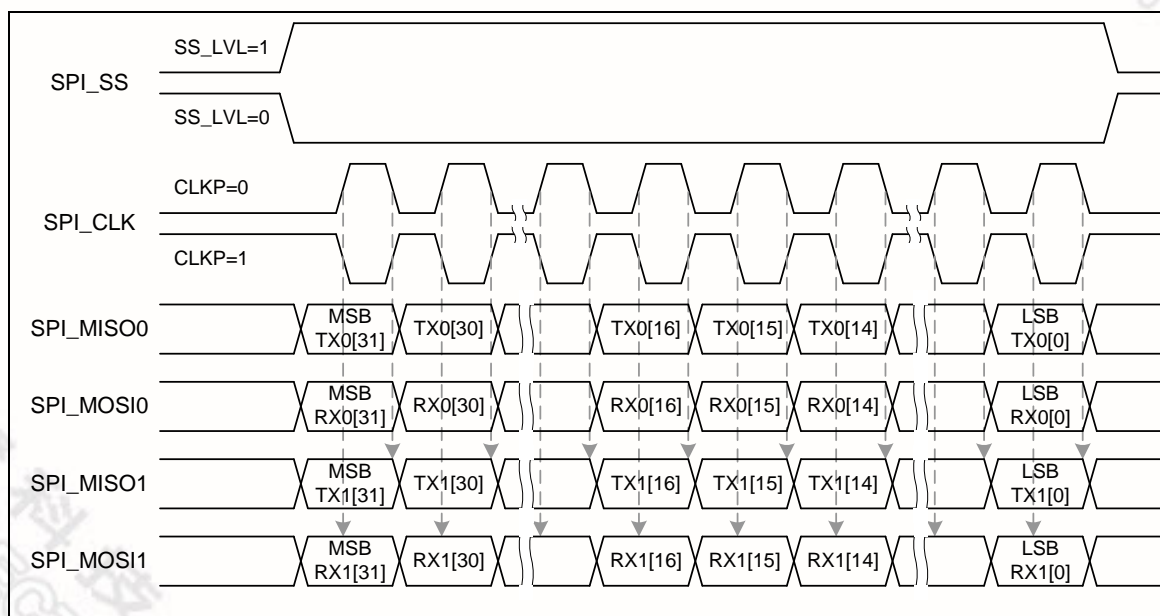 SS_LVL=1
SPI_SS
SS_LVL=0
CLKP=0
SPI_CLK
CLKP=1
SPI_MISO0
MSB
TX0[31]
TX0[30]
TX0[16]
TX0[15]
TX0[14]
LSB
TX0[0]
SPI_MOSI0
MSB
RX0[31]
RX0[30]
RX0[16]
RX0[15]
RX0[14]
LSB
RX0[0]
SPI_MISO1
MSB
TX1[31]
TX1[30]
TX1[16]
TX1[15]
TX1[14]
LSB
TX1[0]
SPI_MOSI1
MSB
RX1[31]
RX1[30]
RX1[16]
RX1[15]
RX1[14]
LSB
RX1[0]